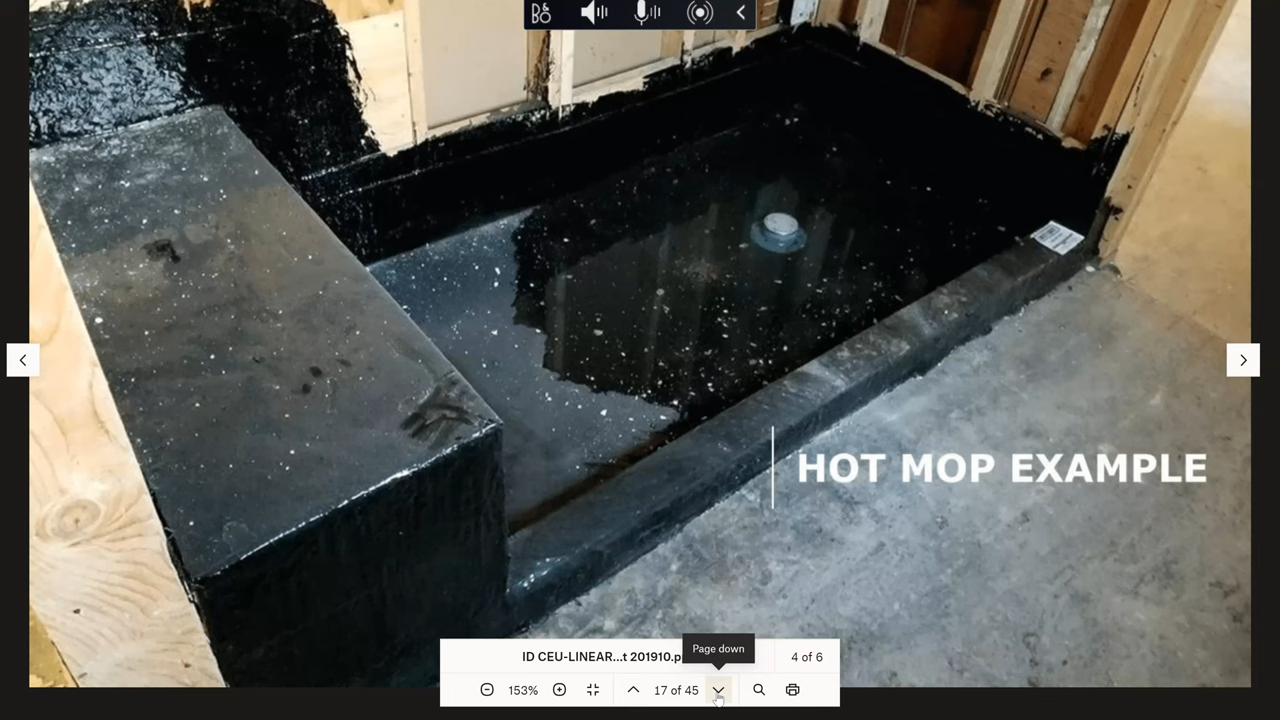 HOT MOP EXAMPLE
Page down
ID CEU-LINEAR...t 201910.p
4 of 6
153%
17 of 45